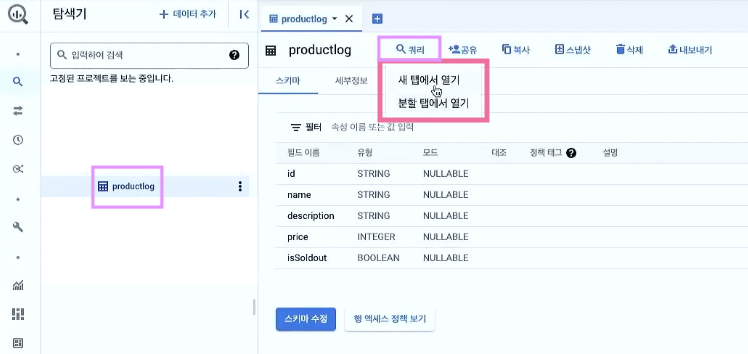 탐색기
+ 데이터 추가
입력하여 검색
고정된 프로젝트를 보는 중입니다.
productlog
productlog
productlog
쿼리
공유
복사
스냅샷
삭제
내보내기
스키마
세부정보
새 탭에서 열기
분할 탭에서 열기
필터 속성 이름 또는 값 입력
필드 이름 유형 모드 대조 정책 태그 설명
id STRING NULLABLE
name STRING NULLABLE
description STRING NULLABLE
price INTEGER NULLABLE
isSoldout BOOLEAN NULLABLE
스키마 수정
행 액세스 정책 보기